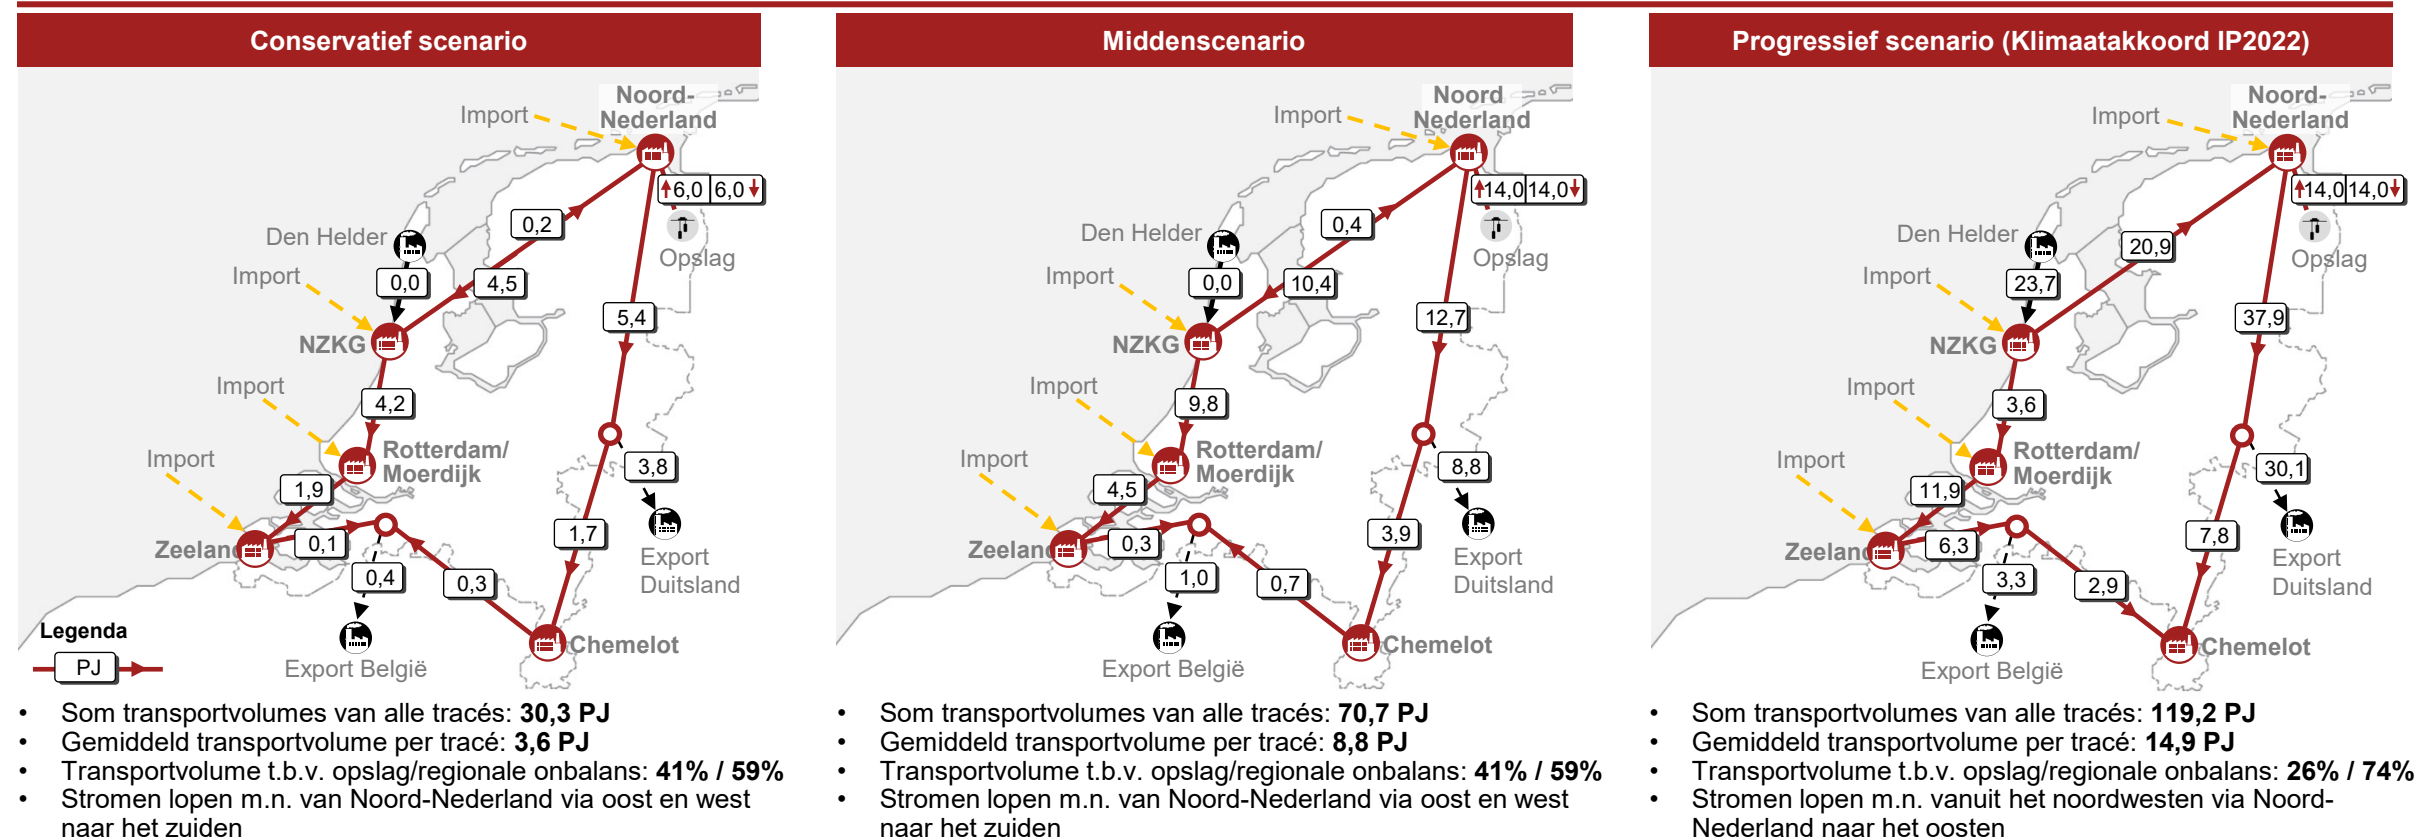 Conservatief scenario
Import
Noord-
Nederland
6,0 6,0
0,2
Den Helder
Opslag
Import
0,0
4,5
5,4
NZKG
Import
4,2
Rotterdam/
Moerdijk
3,8
Import
1,9
1,7
Zeeland
0,1
Export
Duitsland
0,4
0,3
Legenda
PJ
Chemelot
Export België
• Som transportvolumes van alle tracés: 30,3 PJ
• Gemiddeld transportvolume per tracé: 3,6 PJ
• Transportvolume t.b.v. opslag/regionale onbalans: 41% / 59%
• Stromen lopen m.n. van Noord-Nederland via oost en west
naar het zuiden
Middenscenario
Import
Noord
Nederland
14,0 14,0
0,4
Den Helder
Opslag
Import
0,0
10,4
12,7
NZKG
Import
9,8
Rotterdam/
Moerdijk
8,8
Import
4,5
3,9
Zeeland
0,3
Export
Duitsland
1,0
0,7
Chemelot
Export België
• Som transportvolumes van alle tracés: 70,7 PJ
• Gemiddeld transportvolume per tracé: 8,8 PJ
• Transportvolume t.b.v. opslag/regionale onbalans: 41% / 59%
• Stromen lopen m.n. van Noord-Nederland via oost en west
naar het zuiden
Progressief scenario (Klimaatakkoord IP2022)
Import
Noord-
Nederland
14,0 14,0
Den Helder
20,9
Opslag
Import
23,7
37,9
NZKG
Import
3,6
Rotterdam/
Moerdijk
30,1
Import
11,9
7,8
Zeeland
6,3
Export
Duitsland
3,3
2,9
Chemelot
Export België
• Som transportvolumes van alle tracés: 119,2 PJ
• Gemiddeld transportvolume per tracé: 14,9 PJ
• Transportvolume t.b.v. opslag/regionale onbalans: 26% / 74%
• Stromen lopen m.n. vanuit het noordwesten via Noord-
Nederland naar het oosten